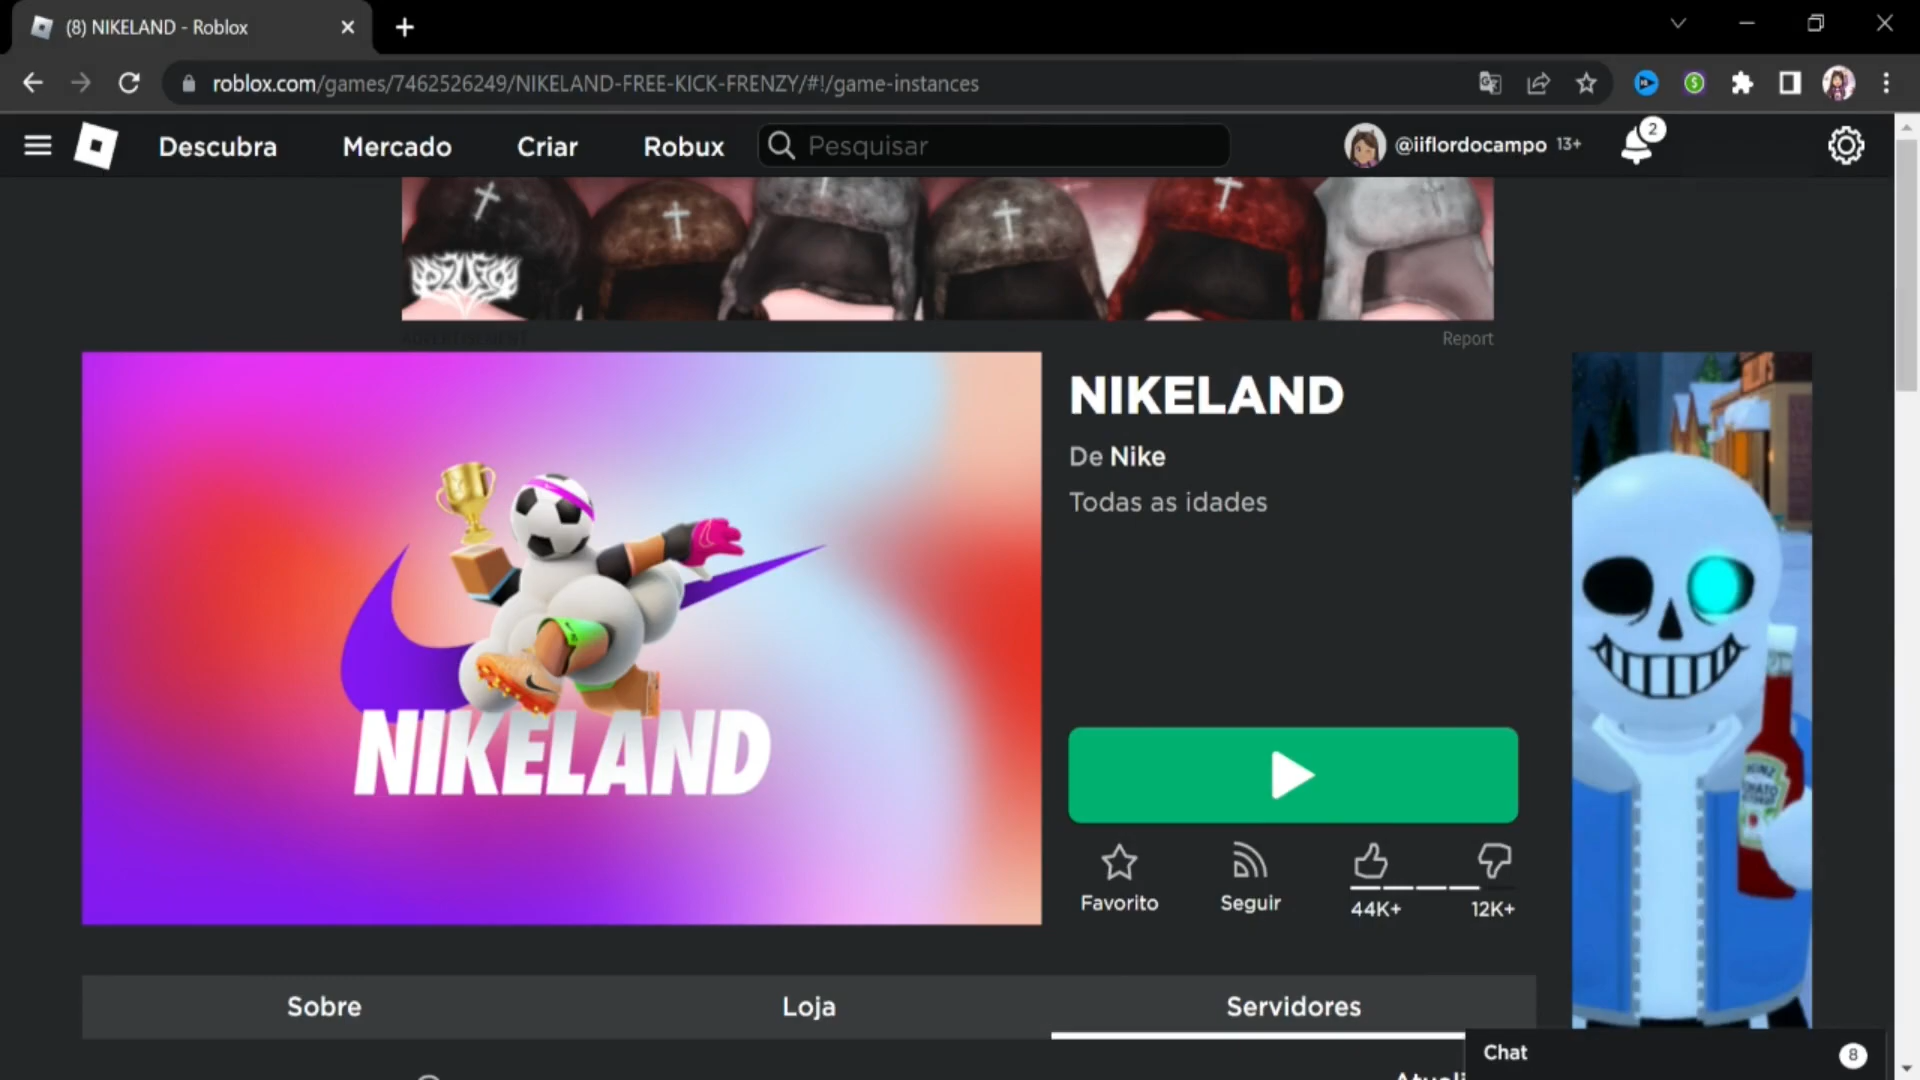 (8) NIKELAND - Roblox
roblox.com/games/7462526249/NIKELAND-FREE-KICK-FRENZY/#!/game-instances
Descubra
Mercado
Criar
Robux
Pesquisar
@iiflordocampo 13+
2
ADVERTISEMENT
Report
NIKELAND
NIKELAND
De Nike
Todas as idades
Favorito
Seguir
44K+
12K+
HEINZ
Sobre
Loja
Servidores
Chat
8